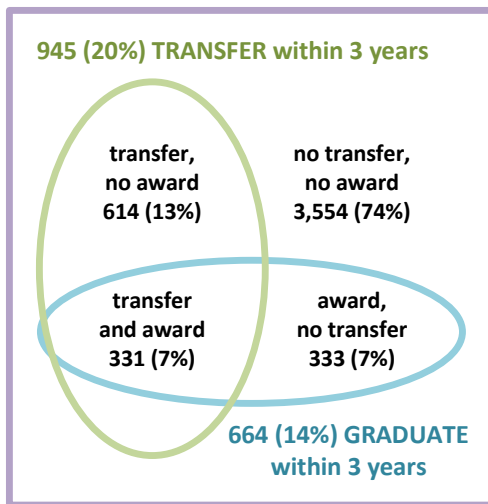 945 (20%) TRANSFER within 3 years
transfer,
no award
614 (13%)
no transfer,
no award
3,554 (74%)
transfer
and award
331 (7%)
award,
no transfer
333 (7%)
664 (14%) GRADUATE
within 3 years